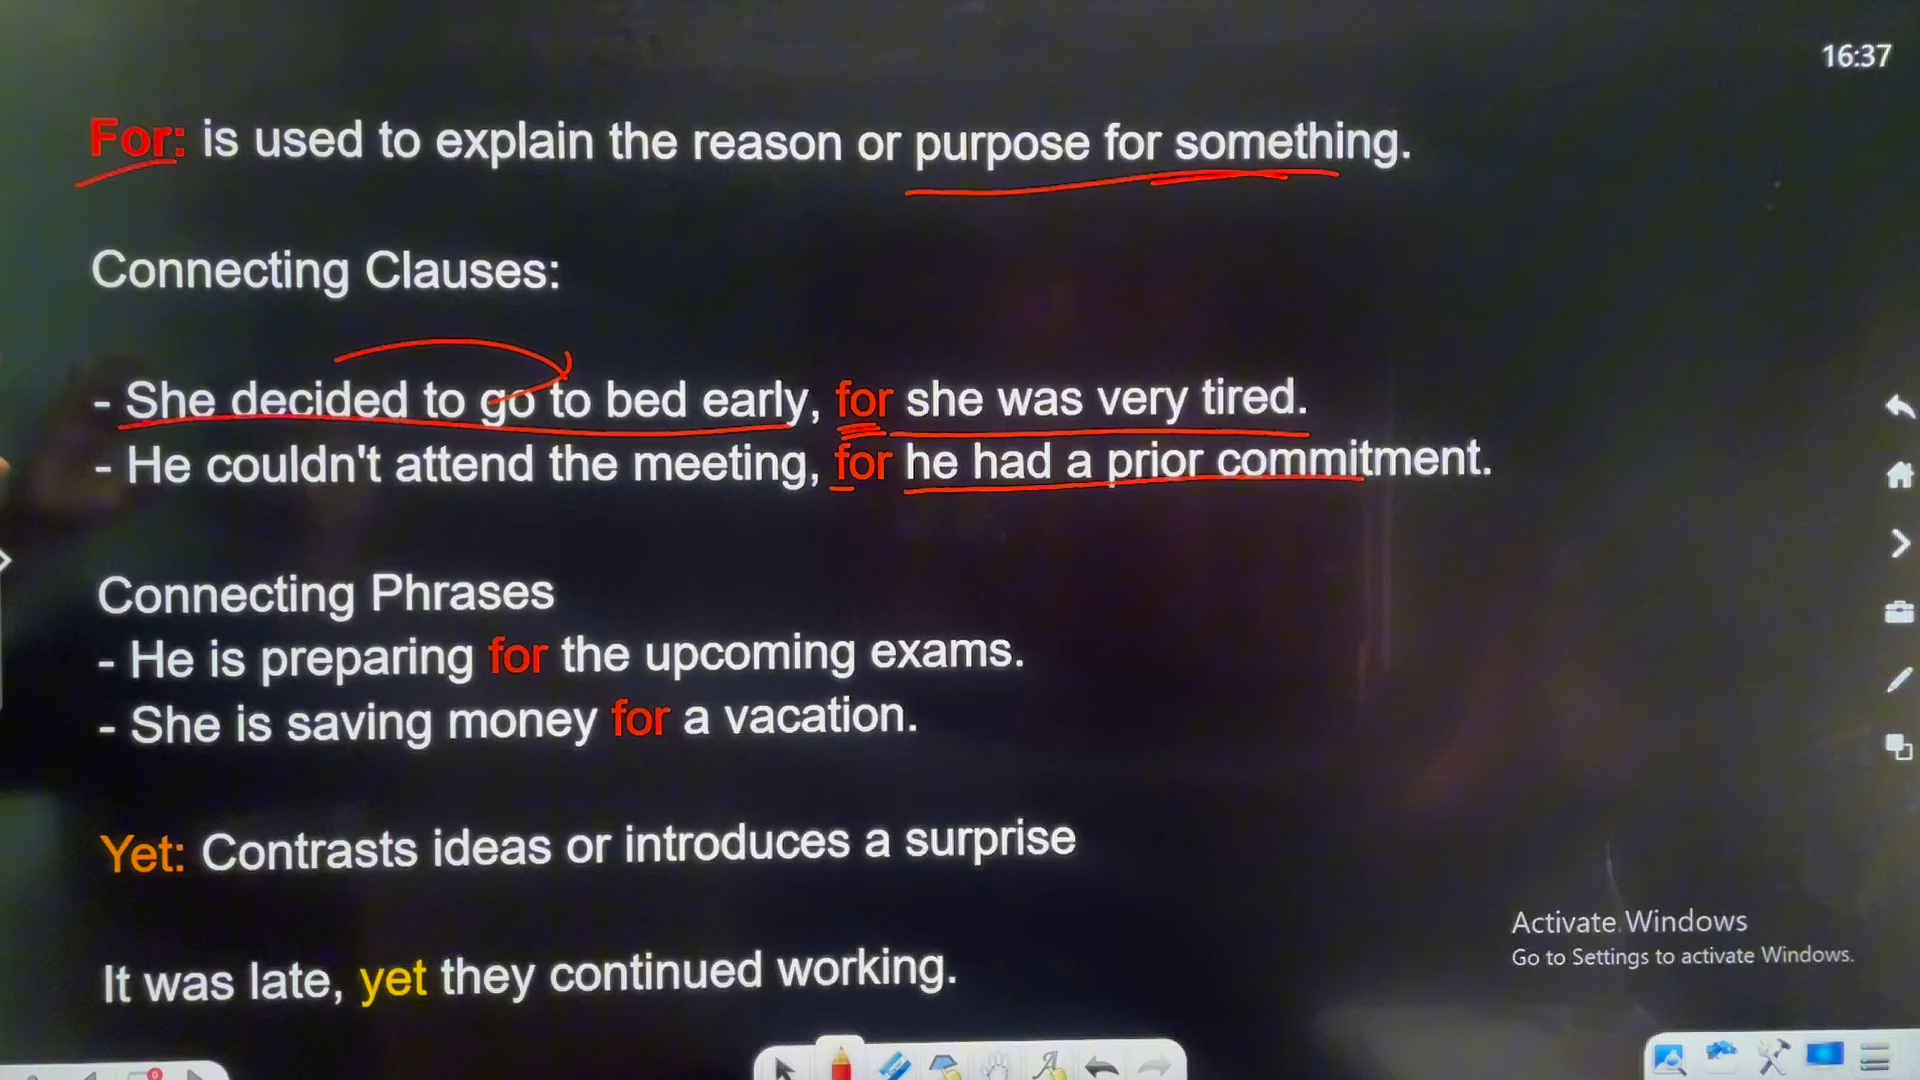 16:37
For: is used to explain the reason or purpose for something.
Connecting Clauses:
- She decided to go to bed early, for she was very tired.
- He couldn't attend the meeting, for he had a prior commitment.
Connecting Phrases
- He is preparing for the upcoming exams.
- She is saving money for a vacation.
Yet: Contrasts ideas or introduces a surprise
It was late, yet they continued working.
Activate Windows
Go to Settings to activate Windows.